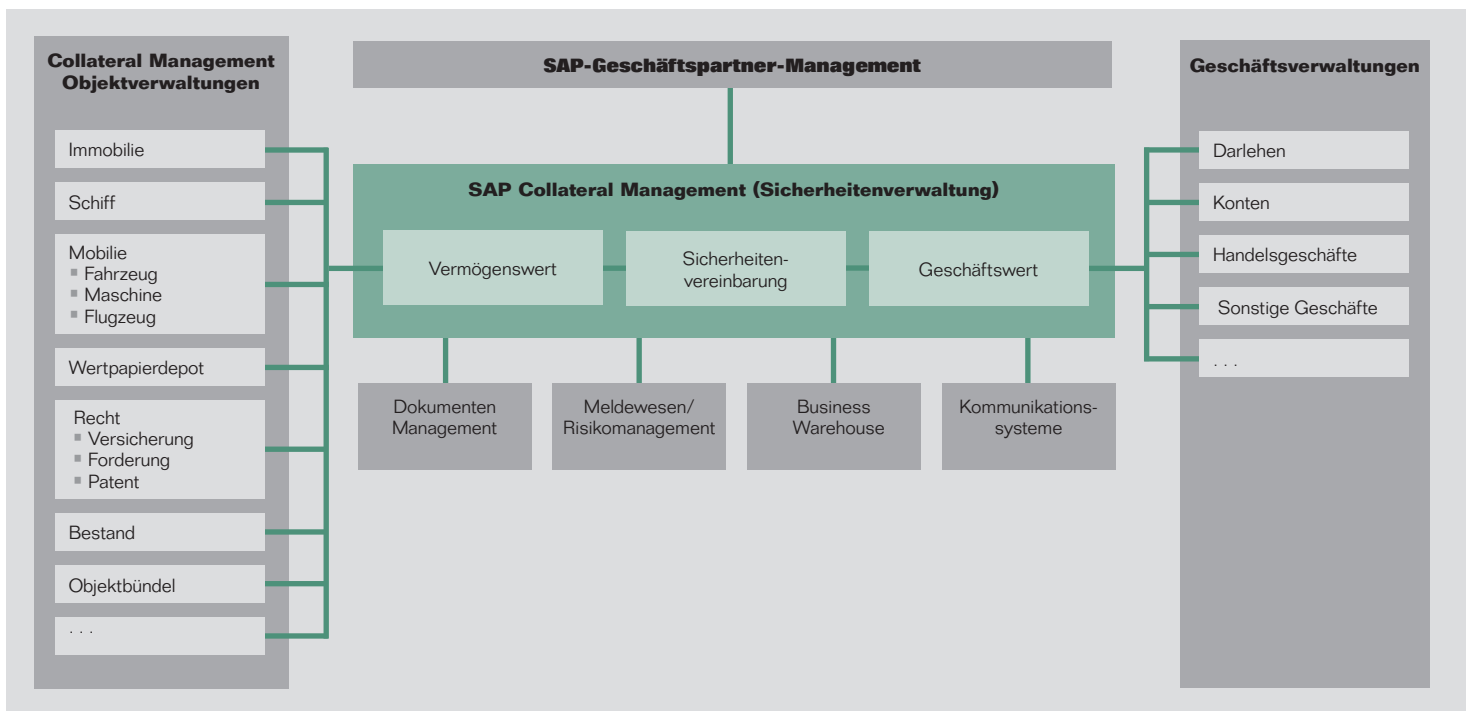 Collateral Management
Objektverwaltungen
Immobilie
Schiff
Mobilie
▪ Fahrzeug
▪ Maschine
▪ Flugzeug
Wertpapierdepot
Recht
▪ Versicherung
▪ Forderung
▪ Patent
Bestand
Objektbündel
. . .
SAP-Geschäftspartner-Management
SAP Collateral Management (Sicherheitenverwaltung)
Vermögenswert
Sicherheiten-
vereinbarung
Geschäftswert
Dokumenten
Management
Meldewesen/
Risikomanagement
Business
Warehouse
Kommunikations-
systeme
Geschäftsverwaltungen
Darlehen
Konten
Handelsgeschäfte
Sonstige Geschäfte
. . .